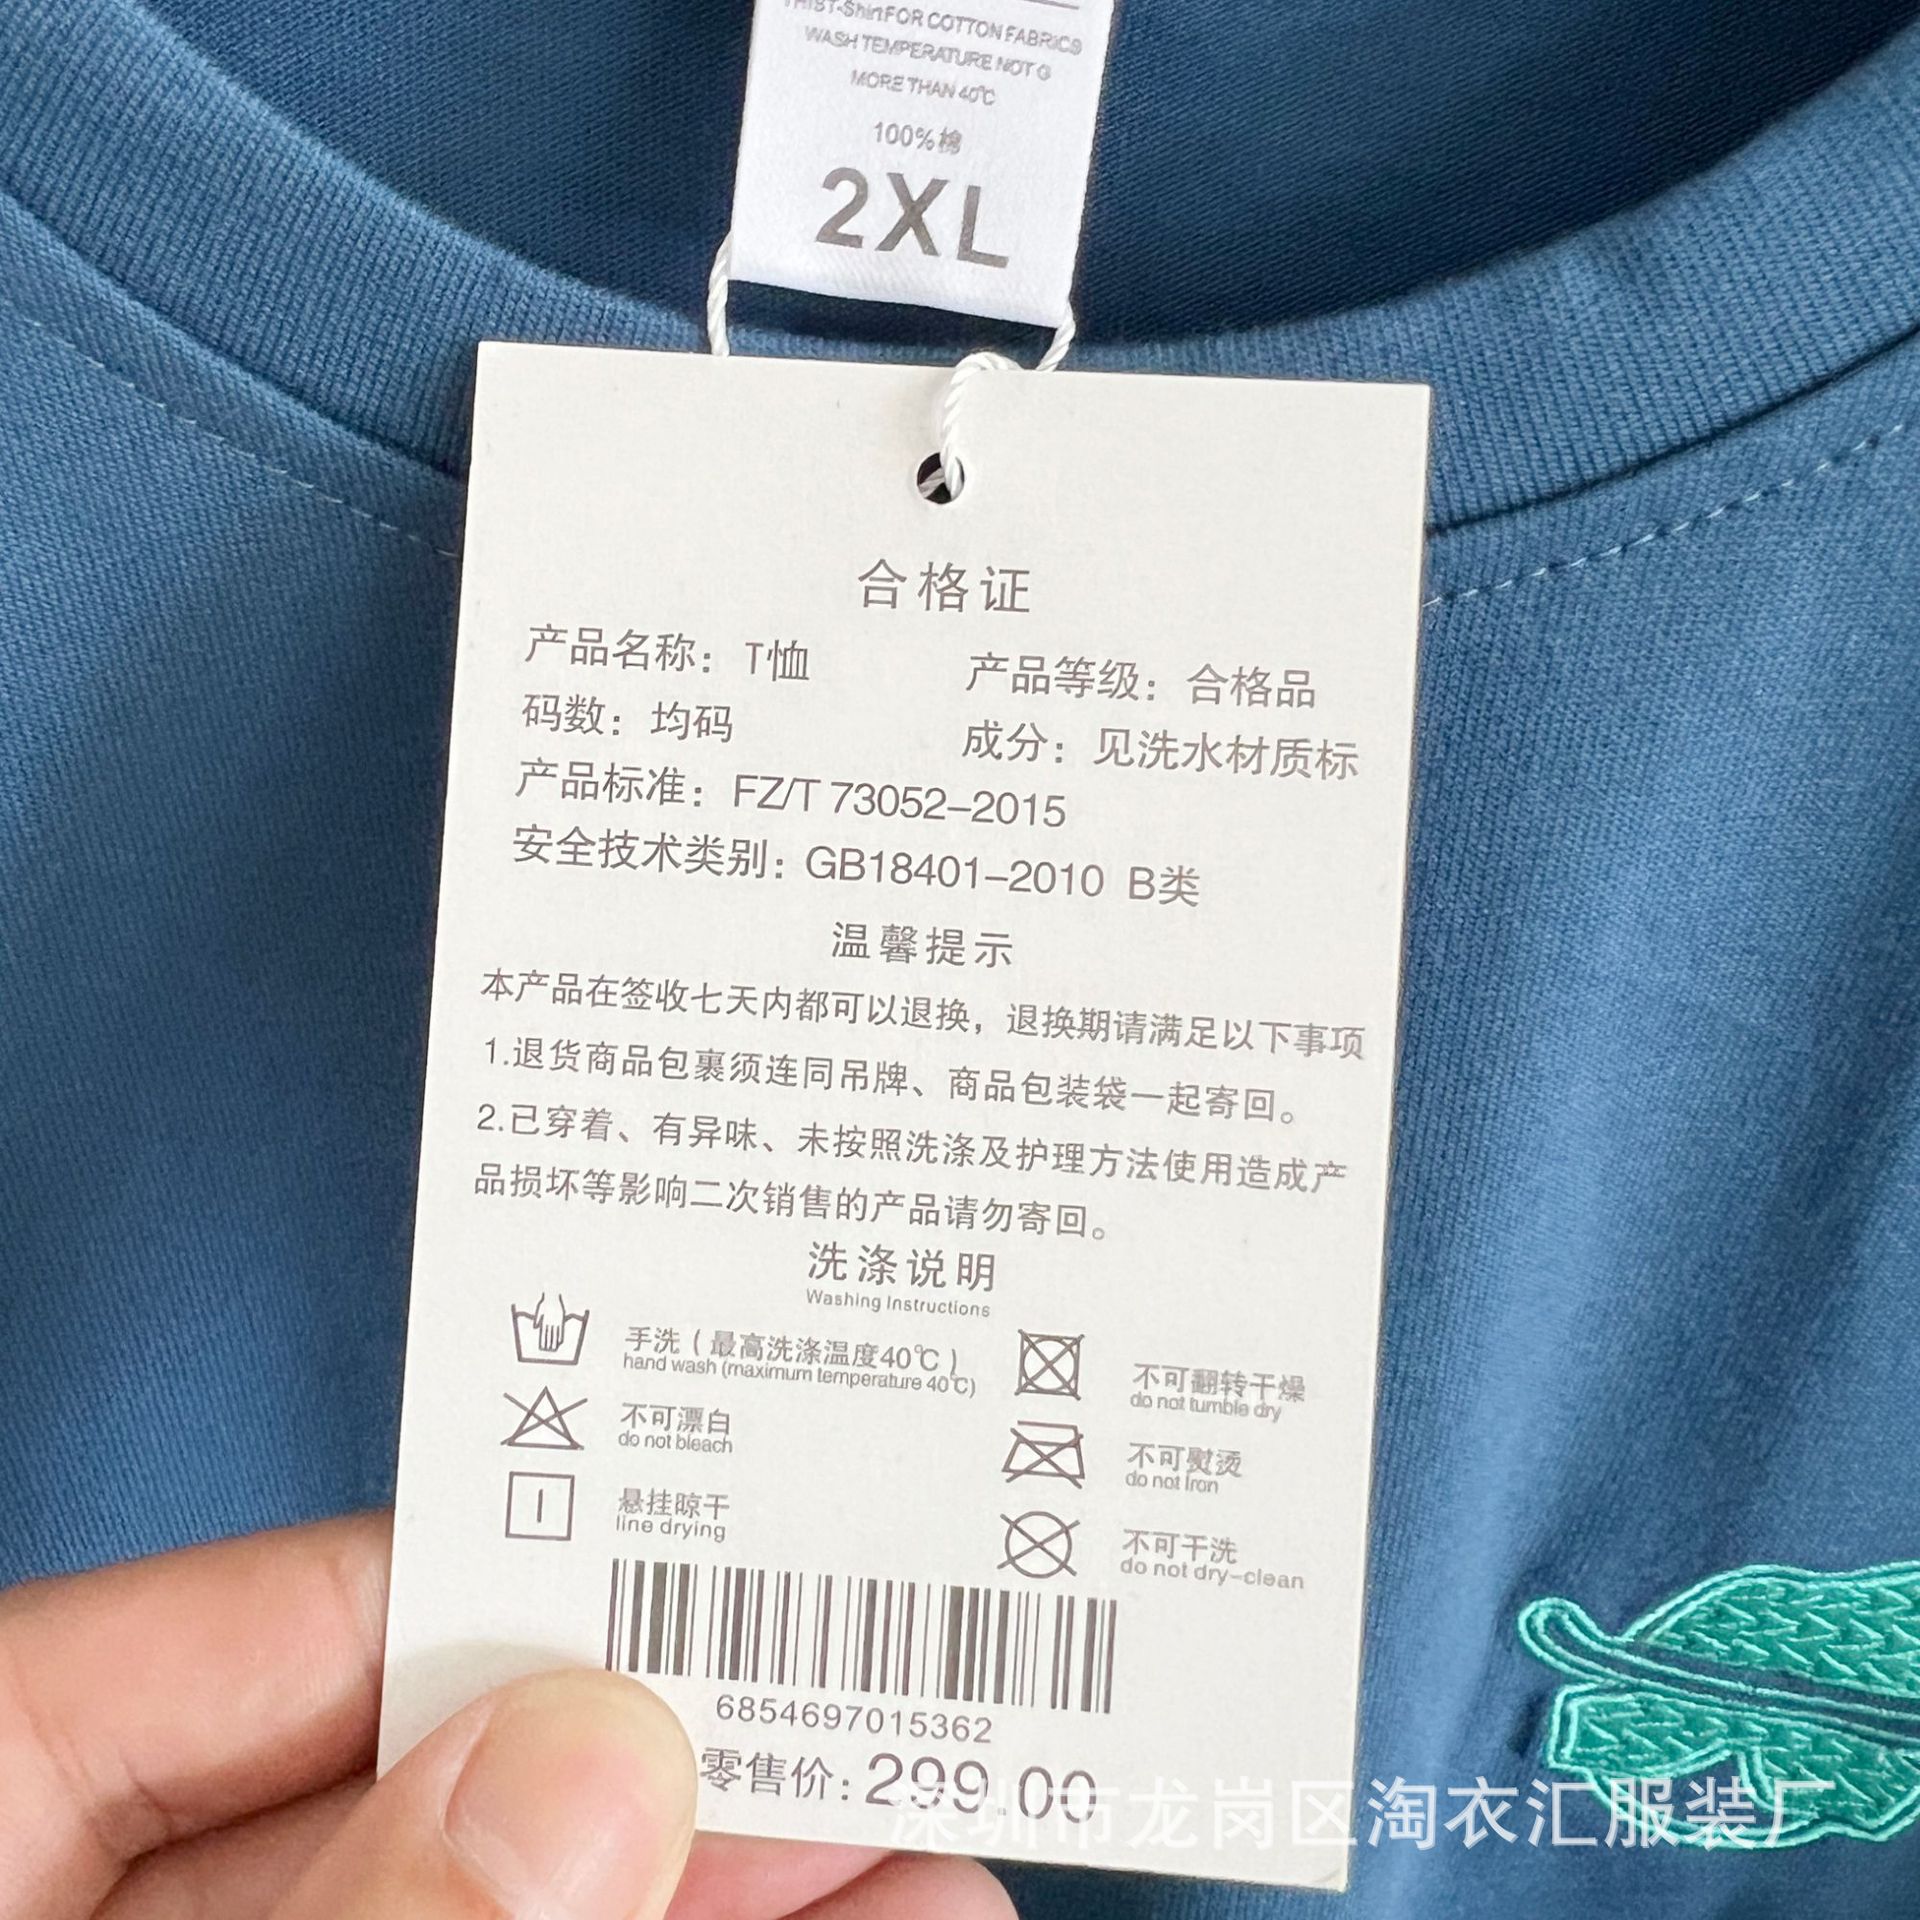 T-ShirtFOR COTTON FABRICS
WASH TEMPERATURE NOT G
MORE THAN 40℃
100%棉
2XL
合格证
产品名称：T恤 产品等级：合格品
码数：均码 成分：见洗水材质标
产品标准：FZ/T 73052-2015
安全技术类别：GB18401-2010 B类
温馨提示
本产品在签收七天内都可以退换，退换期请满足以下事项
1.退货商品包裹须连同吊牌、商品包装袋一起寄回。
2.已穿着、有异味、未按照洗涤及护理方法使用造成产
品损坏等影响二次销售的产品请勿寄回。
洗涤说明
Washing Instructions
手洗（最高洗涤温度40℃） 不可翻转干燥
hand wash (maximum temperature 40℃) do not tumble dry
不可漂白 不可熨烫
do not bleach do not Iron
悬挂晾干 不可干洗
line drying do not dry-clean
6854697015362
零售价：299.00
深圳市龙岗区淘衣汇服装厂